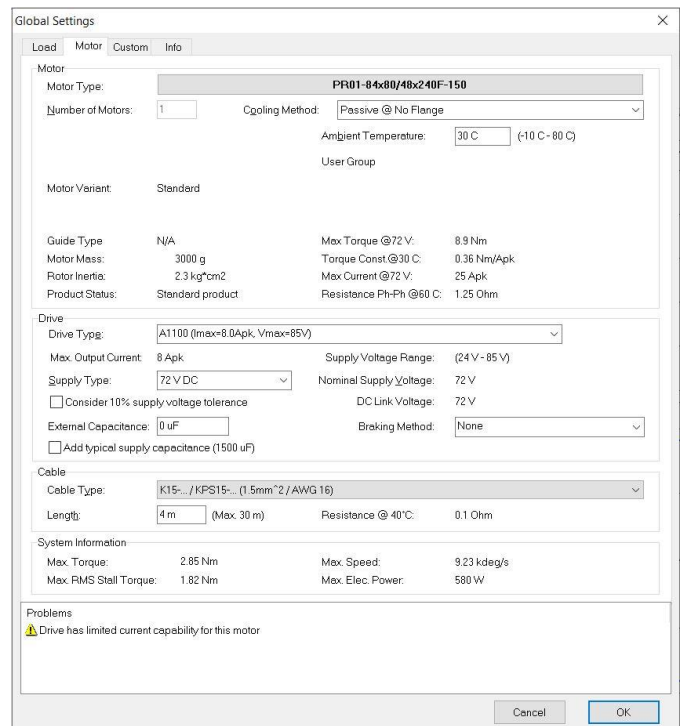 Global Settings
Load Motor Custom Info
Motor
Motor Type: PR01-84x80/48x240F-150
Number of Motors: 1 Cooling Method: Passive @ No Flange
Ambient Temperature: 30 C (-10 C - 80 C)
User Group
Motor Variant: Standard
Guide Type N/A Max Torque @72 V: 8.9 Nm
Motor Mass: 3000 g Torque Const.@30 C: 0.36 Nm/Apk
Rotor Inertia: 2.3 kg*cm2 Max Current @72 V: 25 Apk
Product Status: Standard product Resistance Ph-Ph @60 C: 1.25 Ohm
Drive
Drive Type: A1100 (Imax=8.0Apk, Vmax=85V)
Max. Output Current: 8 Apk Supply Voltage Range: (24 V - 85 V)
Supply Type: 72 V DC Nominal Supply Voltage: 72 V
Consider 10% supply voltage tolerance DC Link Voltage: 72 V
External Capacitance: 0 uF Braking Method: None
Add typical supply capacitance (1500 uF)
Cable
Cable Type: K15-... / KPS15-... (1.5mm^2 / AWG 16)
Length: 4 m (Max. 30 m) Resistance @ 40°C: 0.1 Ohm
System Information
Max. Torque: 2.85 Nm Max. Speed: 9.23 kdeg/s
Max. RMS Stall Torque: 1.82 Nm Max. Elec. Power: 580 W
Problems
Drive has limited current capability for this motor
Cancel OK